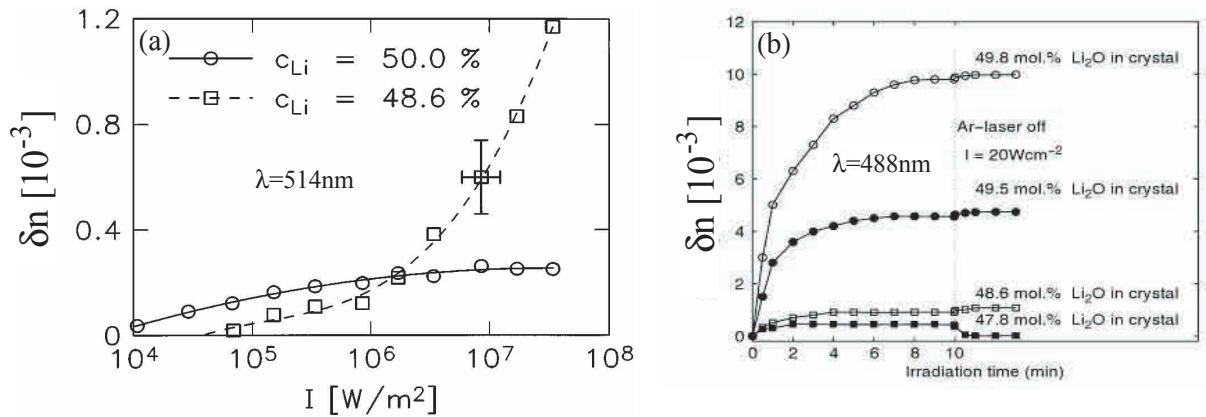 (a)
c_Li = 50.0 %
c_Li = 48.6 %
λ=514nm
δn [10⁻³]
1.2
0.8
0.4
0
10⁴ 10⁵ 10⁶ 10⁷ 10⁸
I [W/m²]
(b)
49.8 mol.% Li₂O in crystal
Ar-laser off
I = 20Wcm⁻²
λ=488nm
49.5 mol.% Li₂O in crystal
48.6 mol.% Li₂O in crystal
47.8 mol.% Li₂O in crystal
δn [10⁻³]
12
10
8
6
4
2
0
0 2 4 6 8 10
Irradiation time (min)